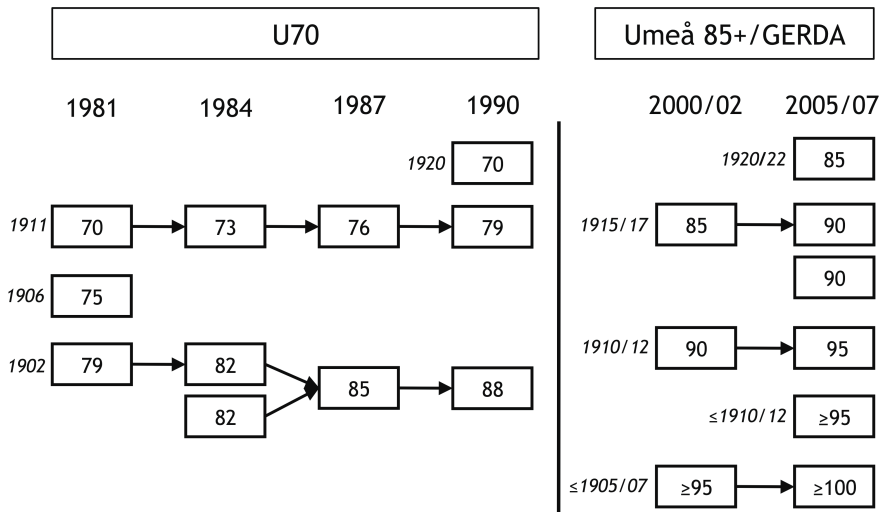 U70 Umeå 85+/GERDA
1981 1984 1987 1990 2000/02 2005/07
1920 70 1920/22 85
1911 70 73 76 79 1915/17 85 90
90
1906 75
1910/12 90 95
1902 79 82 85 88
82 ≤1910/12 ≥95
≤1905/07 ≥95 ≥100